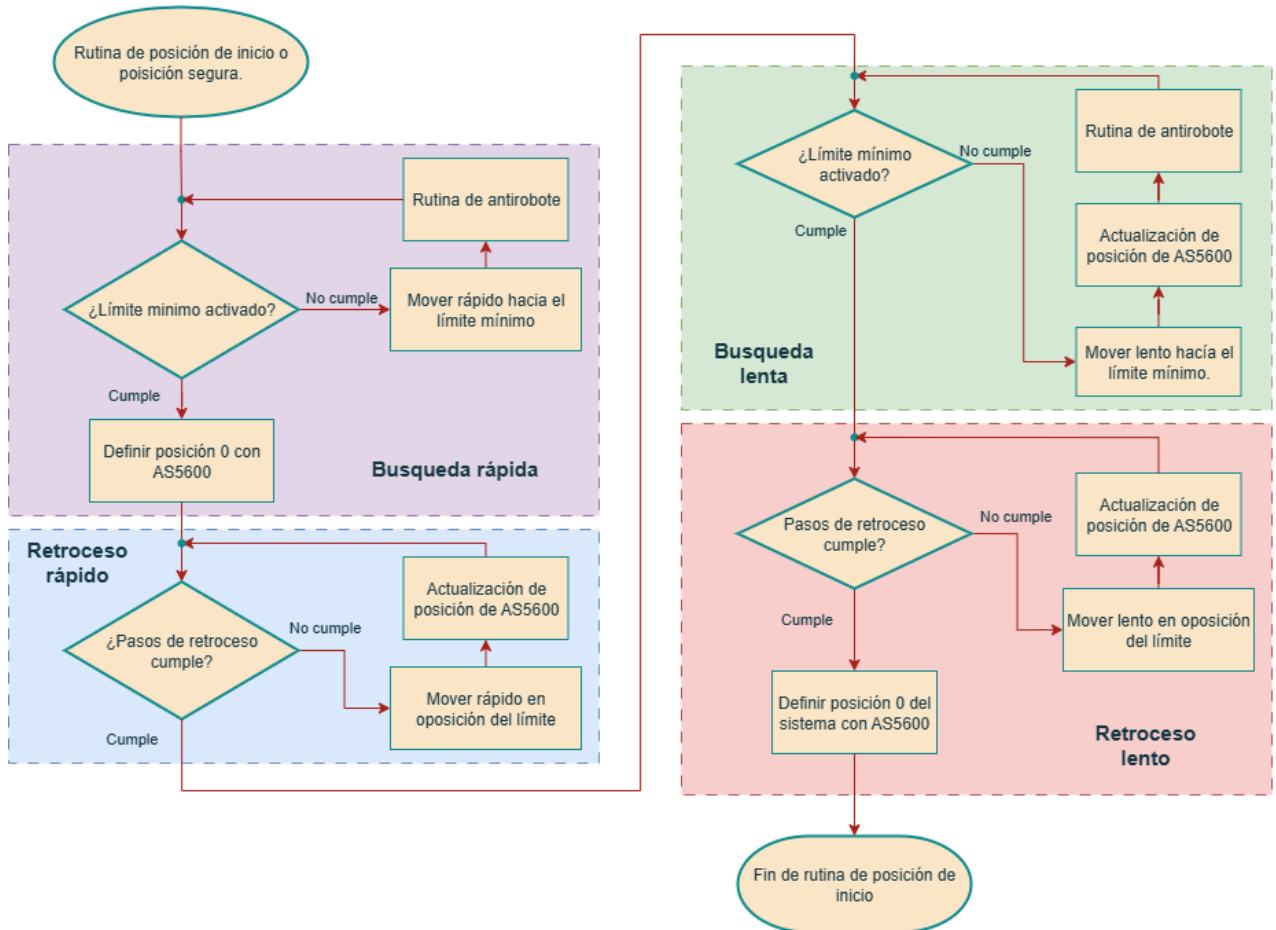 Rutina de posición de inicio o
poisición segura.
Rutina de antirobote
¿Límite minimo activado?
No cumple
Mover rápido hacia el
límite mínimo
Cumple
Definir posición 0 con
AS5600
Busqueda rápida
Retroceso
rápido
Actualización de
posición de AS5600
¿Pasos de retroceso
cumple?
No cumple
Mover rápido en
oposición del límite
Cumple
Rutina de antirobote
¿Límite mínimo
activado?
No cumple
Cumple
Actualización de
posición de AS5600
Busqueda
lenta
Mover lento hacía el
límite mínimo.
Pasos de retroceso
cumple?
No cumple
Actualización de
posición de AS5600
Cumple
Mover lento en oposición
del límite
Definir posición 0 del
sistema con AS5600
Retroceso
lento
Fin de rutina de posición de
inicio